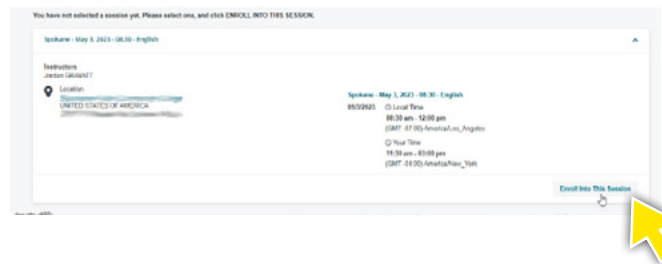 You have not selected a session yet. Please select one, and click ENROLL INTO THIS SESSION.
Spokane - May 3, 2023 - 08:30 - English
Instructors
Jordan
Location
UNITED STATES OF AMERICA
Spokane - May 3, 2023 - 08:30 - English
05/3/2023 Local Time
08:30 am - 12:00 pm
(GMT -07:00) America/Los_Angeles
Your Time
11:30 am - 03:00 pm
(GMT -04:00) America/New_York
Enroll Into This Session